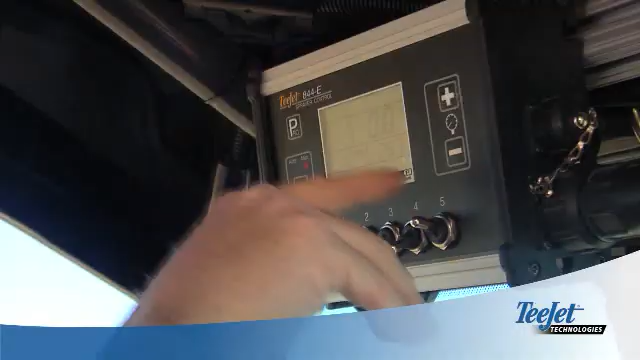 TeeJet 844-E
SPRAYER CONTROL
P
+
-
2 3 4 5
TeeJet®
TECHNOLOGIES